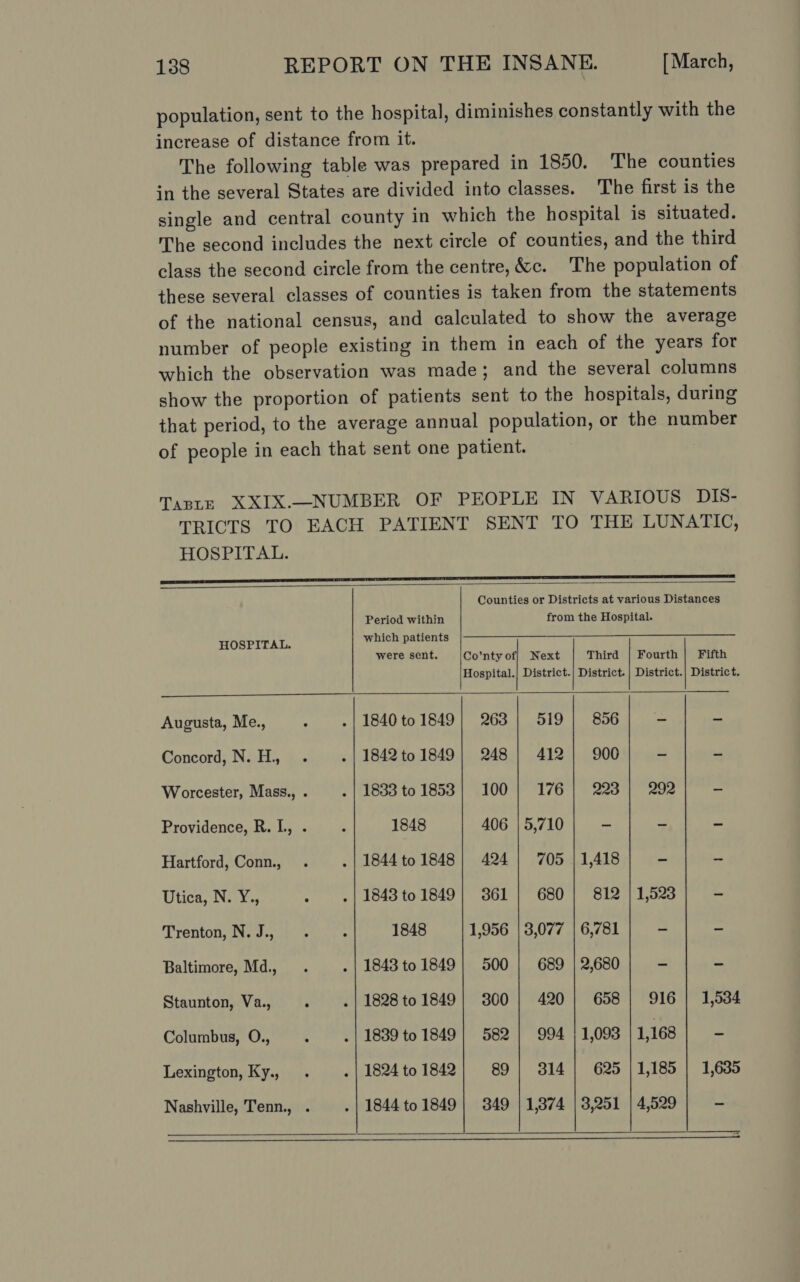 138 REPORT ON THE INSANE. [March,
population, sent to the hospital, diminishes constantly with the
increase of distance from it.
The following table was prepared in 1850. The counties
in the several States are divided into classes. The first is the
single and central county in which the hospital is situated.
The second includes the next circle of counties, and the third
class the second circle from the centre, &c. The population of
these several classes of counties is taken from the statements
of the national census, and calculated to show the average
number of people existing in them in each of the years for
which the observation was made; and the several columns
show the proportion of patients sent to the hospitals, during
that period, to the average annual population, or the number
of people in each that sent one patient.
TABLE XXIX.—NUMBER OF PEOPLE IN VARIOUS DIS-
TRICTS TO EACH PATIENT SENT TO THE LUNATIC,
HOSPITAL.
HOSPITAL. | Period within which patients were sent. | Counties or Districts at various Distances from the Hospital.
Co'nty of Hospital. | Next District. | Third District. | Fourth District. | Fifth District.
Augusta, Me., . . | 1840 to 1849 | 263 | 519 | 856 | – | –
Concord, N. H., . . | 1842 to 1849 | 248 | 412 | 900 | – | –
Worcester, Mass., . . | 1833 to 1853 | 100 | 176 | 223 | 292 | –
Providence, R. I., . . | 1848 | 406 | 5,710 | – | – | –
Hartford, Conn., . . | 1844 to 1848 | 424 | 705 | 1,418 | – | –
Utica, N. Y., . . | 1843 to 1849 | 361 | 680 | 812 | 1,523 | –
Trenton, N. J., . . | 1848 | 1,956 | 3,077 | 6,781 | – | –
Baltimore, Md., . . | 1843 to 1849 | 500 | 689 | 2,680 | – | –
Staunton, Va., . . | 1828 to 1849 | 300 | 420 | 658 | 916 | 1,534
Columbus, O., . . | 1839 to 1849 | 582 | 994 | 1,093 | 1,168 | –
Lexington, Ky., . . | 1824 to 1842 | 89 | 314 | 625 | 1,185 | 1,635
Nashville, Tenn., . . | 1844 to 1849 | 349 | 1,374 | 3,251 | 4,529 | –